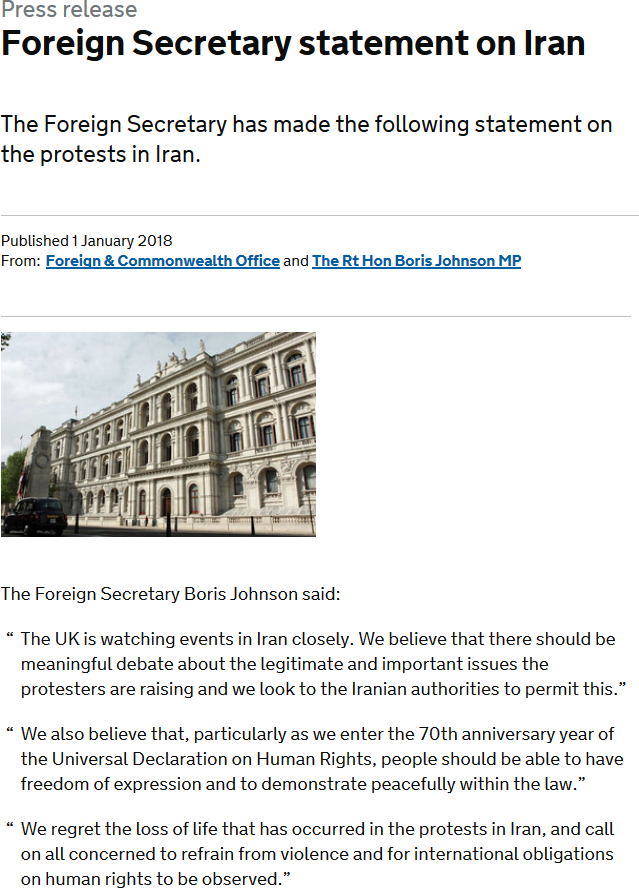 Press release
Foreign Secretary statement on Iran
The Foreign Secretary has made the following statement on
the protests in Iran.
Published 1 January 2018
From: Foreign & Commonwealth Office and The Rt Hon Boris Johnson MP
The Foreign Secretary Boris Johnson said:
“ The UK is watching events in Iran closely. We believe that there should be
meaningful debate about the legitimate and important issues the
protesters are raising and we look to the Iranian authorities to permit this.”
“ We also believe that, particularly as we enter the 70th anniversary year of
the Universal Declaration on Human Rights, people should be able to have
freedom of expression and to demonstrate peacefully within the law.”
“ We regret the loss of life that has occurred in the protests in Iran, and call
on all concerned to refrain from violence and for international obligations
on human rights to be observed.”